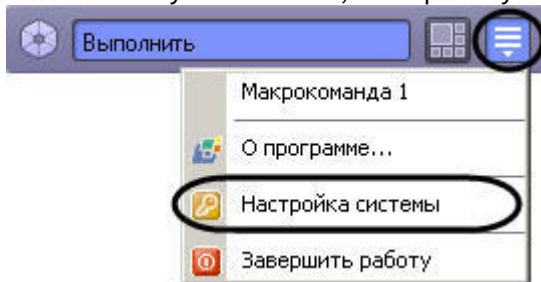 Выполнить
Макрокоманда 1
О программе...
Настройка системы
Завершить работу